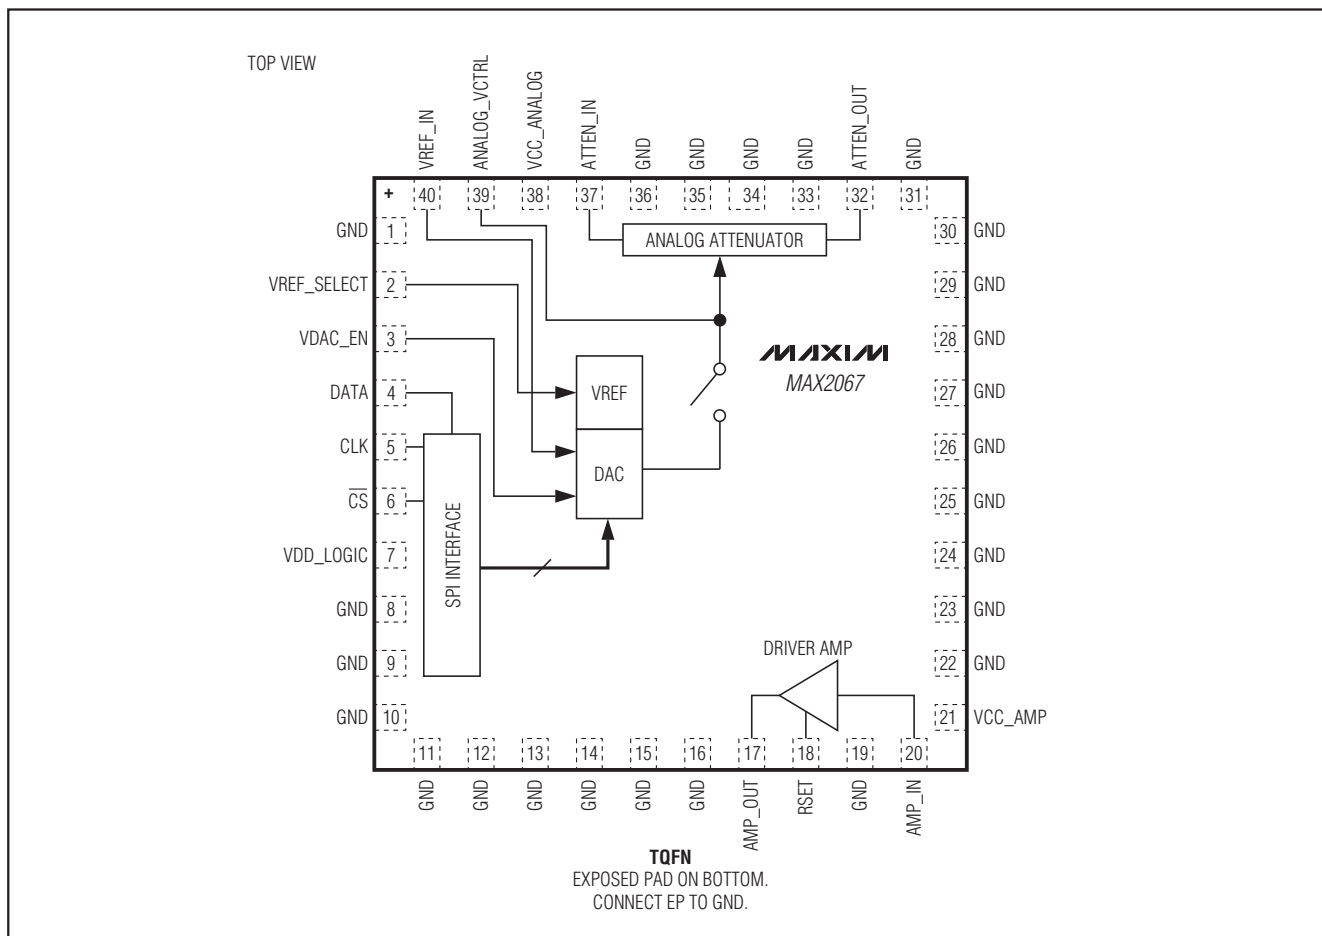 TOP VIEW
VREF_IN
ANALOG_VCTRL
VCC_ANALOG
ATTEN_IN
GND
GND
GND
GND
ATTEN_OUT
GND
+
40
39
38
37
36
35
34
33
32
31
GND 1
VREF_SELECT 2
VDAC_EN 3
DATA 4
CLK 5
CS 6
VDD_LOGIC 7
GND 8
GND 9
GND 10
ANALOG ATTENUATOR
MAXIM
MAX2067
VREF
DAC
SPI INTERFACE
DRIVER AMP
30 GND
29 GND
28 GND
27 GND
26 GND
25 GND
24 GND
23 GND
22 GND
21 VCC_AMP
11
12
13
14
15
16
17
18
19
20
GND
GND
GND
GND
GND
GND
AMP_OUT
RSET
GND
AMP_IN
TQFN
EXPOSED PAD ON BOTTOM.
CONNECT EP TO GND.